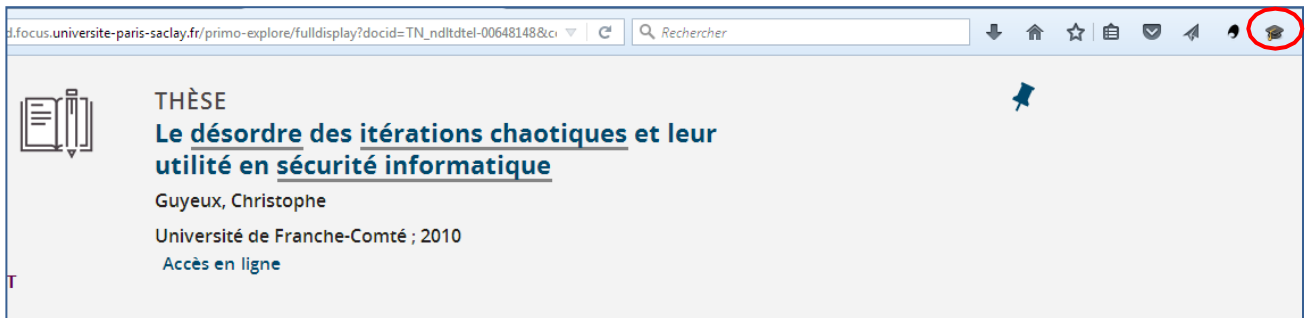 d.focus.universite-paris-saclay.fr/primo-explore/fulldisplay?docid=TN_ndltdtel-00648148&c Rechercher
THÈSE
Le désordre des itérations chaotiques et leur
utilité en sécurité informatique
Guyeux, Christophe
Université de Franche-Comté ; 2010
Accès en ligne
T